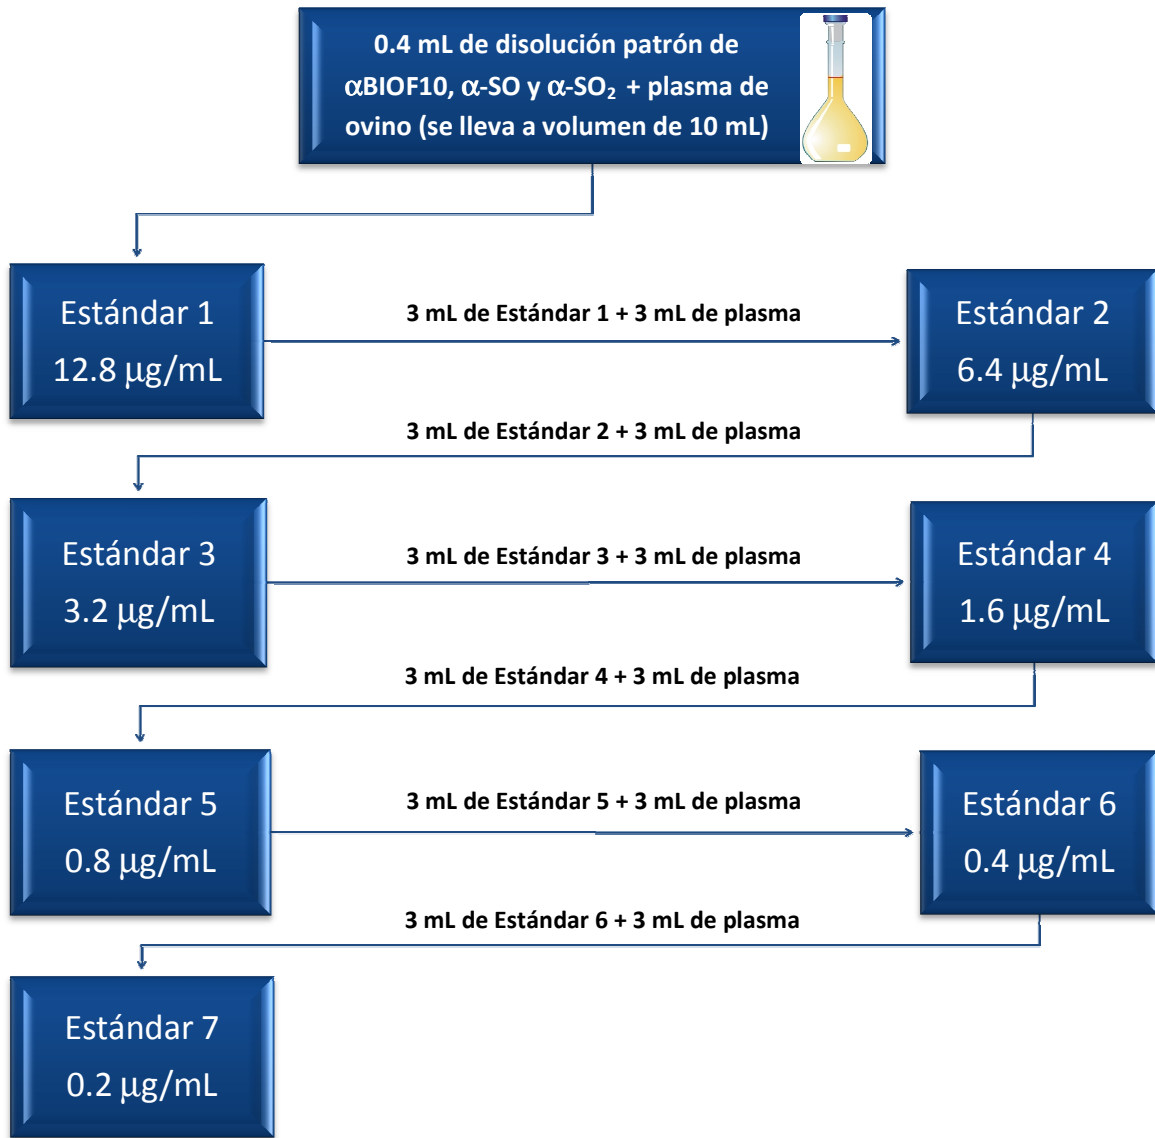 0.4 mL de disolución patrón de
αBIOF10, α-SO y α-SO₂ + plasma de
ovino (se lleva a volumen de 10 mL)
Estándar 1
12.8 µg/mL
3 mL de Estándar 1 + 3 mL de plasma
Estándar 2
6.4 µg/mL
3 mL de Estándar 2 + 3 mL de plasma
Estándar 3
3.2 µg/mL
3 mL de Estándar 3 + 3 mL de plasma
Estándar 4
1.6 µg/mL
3 mL de Estándar 4 + 3 mL de plasma
Estándar 5
0.8 µg/mL
3 mL de Estándar 5 + 3 mL de plasma
Estándar 6
0.4 µg/mL
3 mL de Estándar 6 + 3 mL de plasma
Estándar 7
0.2 µg/mL